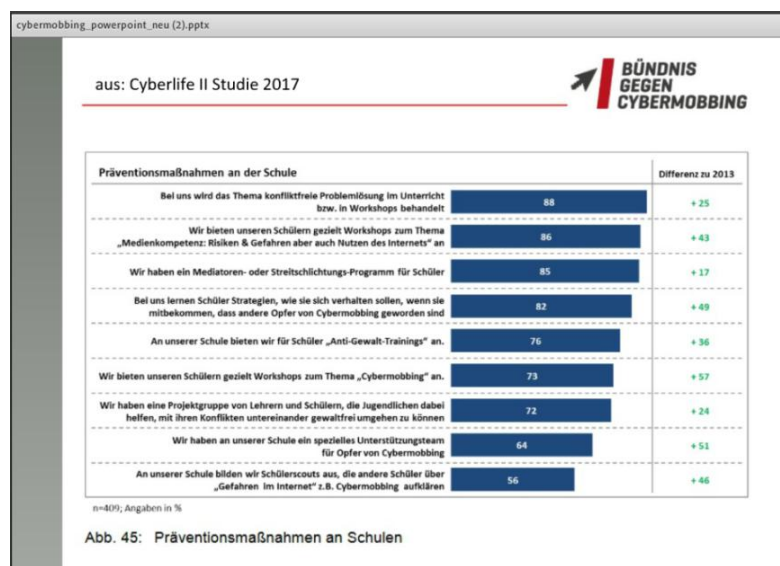 cybermobbing_powerpoint_neu (2).pptx
aus: Cyberlife II Studie 2017
BÜNDNIS
GEGEN
CYBERMOBBING
Präventionsmaßnahmen an der Schule
Differenz zu 2013
Bei uns wird das Thema konfliktfreie Problemlösung im Unterricht
bzw. in Workshops behandelt
88
+ 25
Wir bieten unseren Schülern gezielt Workshops zum Thema
„Medienkompetenz: Risiken & Gefahren aber auch Nutzen des Internets“ an
86
+ 43
Wir haben ein Mediatoren- oder Streitschlichtungs-Programm für Schüler
85
+ 17
Bei uns lernen Schüler Strategien, wie sie sich verhalten sollen, wenn sie
mitbekommen, dass andere Opfer von Cybermobbing geworden sind
82
+ 49
An unserer Schule bieten wir für Schüler „Anti-Gewalt-Trainings“ an.
76
+ 36
Wir bieten unseren Schülern gezielt Workshops zum Thema „Cybermobbing“ an.
73
+ 57
Wir haben eine Projektgruppe von Lehrern und Schülern, die Jugendlichen dabei
helfen, mit ihren Konflikten untereinander gewaltfrei umgehen zu können
72
+ 24
Wir haben an unserer Schule ein spezielles Unterstützungsteam
für Opfer von Cybermobbing
64
+ 51
An unserer Schule bilden wir Schülerscouts aus, die andere Schüler über
„Gefahren im Internet“ z.B. Cybermobbing aufklären
56
+ 46
n=409; Angaben in %
Abb. 45: Präventionsmaßnahmen an Schulen